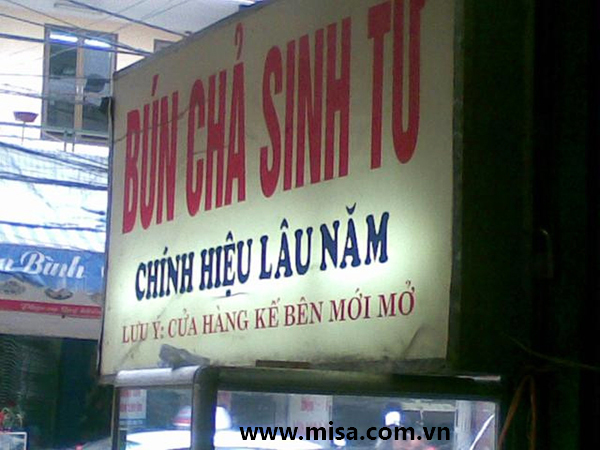 BÚN CHẢ SINH TỪ
CHÍNH HIỆU LÂU NĂM
LƯU Ý: CỬA HÀNG KẾ BÊN MỚI MỞ
Bình
www.misa.com.vn